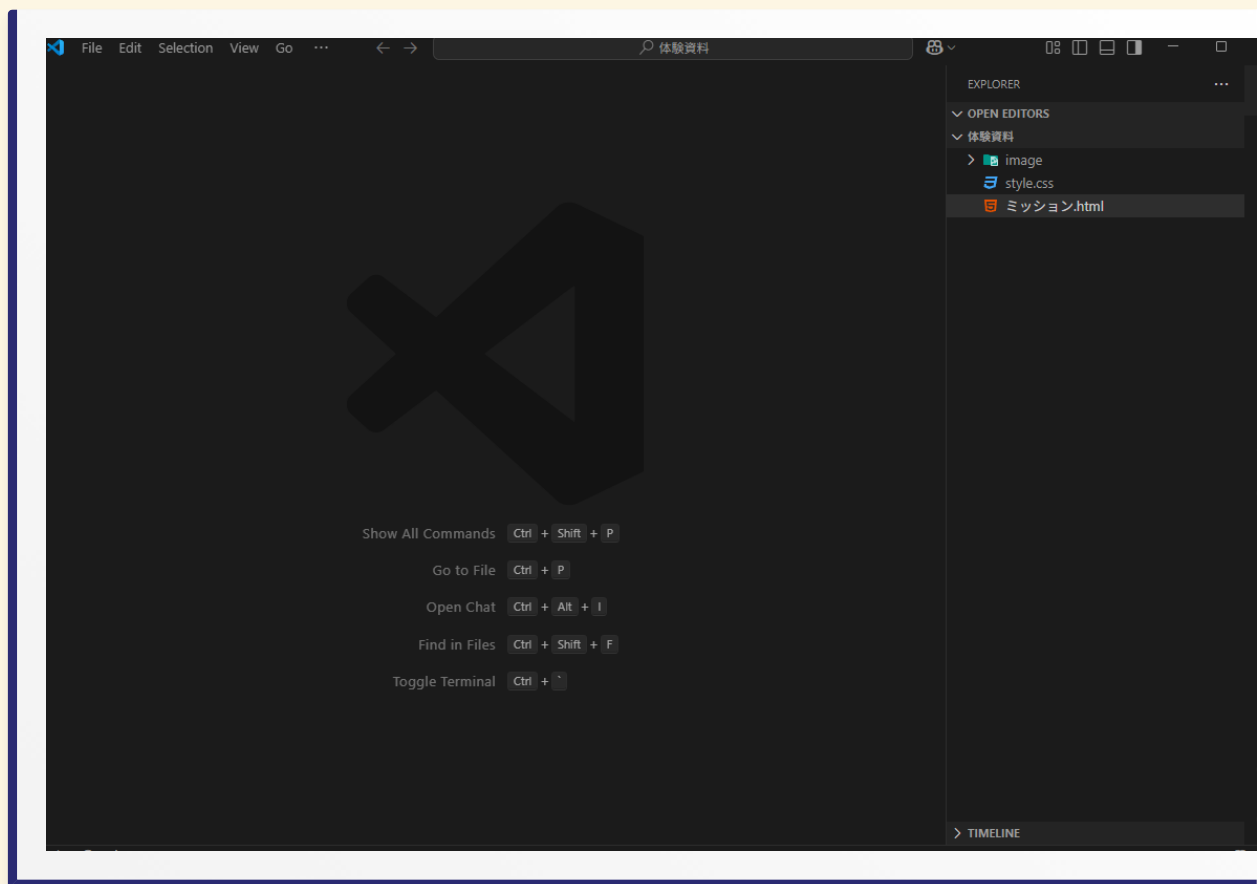 File Edit Selection View Go ··· ← → 体験資料
EXPLORER ···
OPEN EDITORS
体験資料
image
style.css
ミッション.html
Show All Commands Ctrl + Shift + P
Go to File Ctrl + P
Open Chat Ctrl + Alt + I
Find in Files Ctrl + Shift + F
Toggle Terminal Ctrl + `
TIMELINE